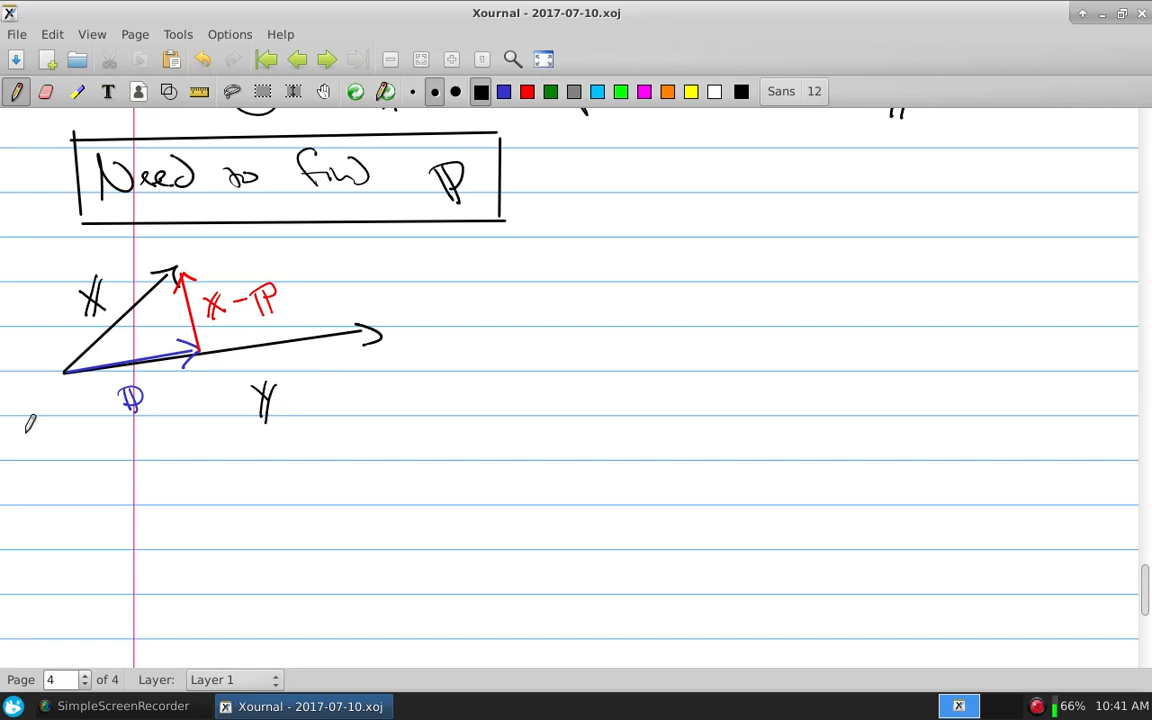 Xournal - 2017-07-10.xoj
File Edit View Page Tools Options Help
Sans 12
Need to find ℙ
𝕏
𝕏 - ℙ
ℙ
𝕐
Page 4 of 4 Layer: Layer 1
SimpleScreenRecorder Xournal - 2017-07-10.xoj 66% 10:41 AM